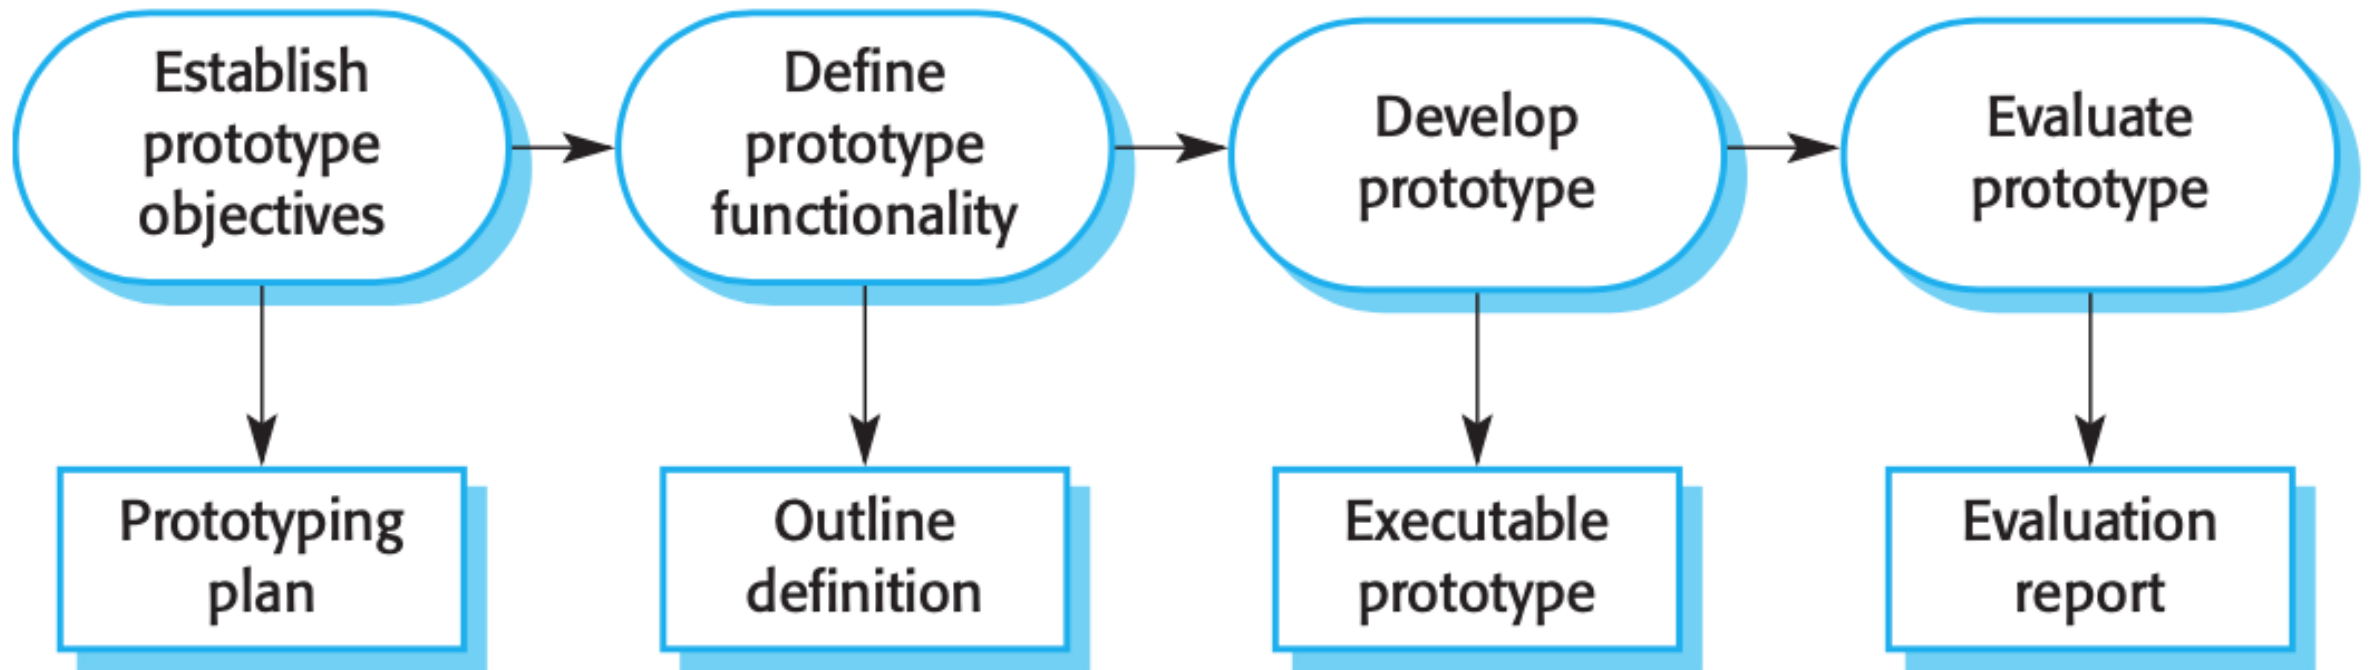 Establish
prototype
objectives
Define
prototype
functionality
Develop
prototype
Evaluate
prototype
Prototyping
plan
Outline
definition
Executable
prototype
Evaluation
report